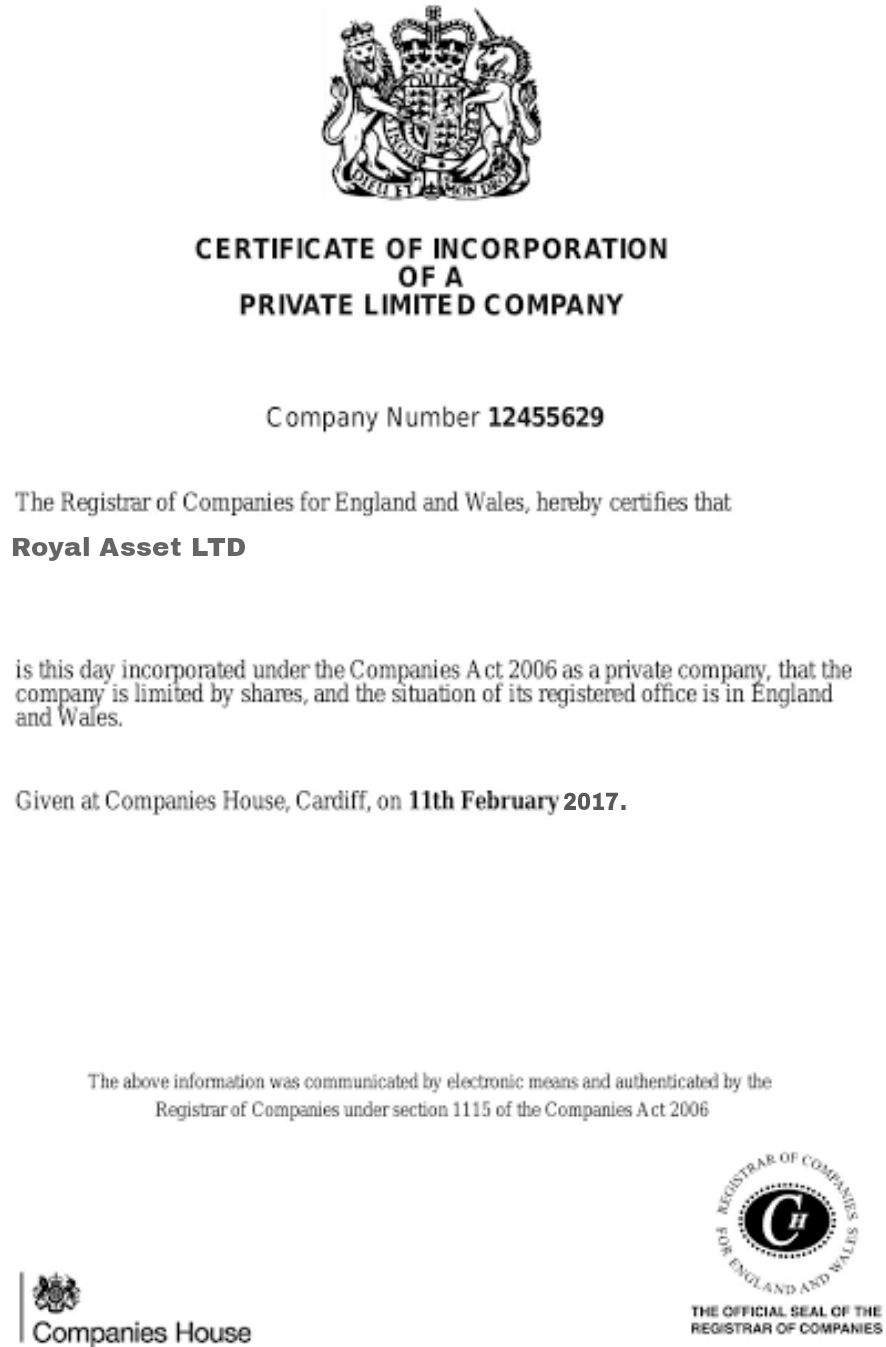 DIEU ET MON DROIT
CERTIFICATE OF INCORPORATION
OF A
PRIVATE LIMITED COMPANY
Company Number 12455629
The Registrar of Companies for England and Wales, hereby certifies that
Royal Asset LTD
is this day incorporated under the Companies Act 2006 as a private company, that the
company is limited by shares, and the situation of its registered office is in England
and Wales.
Given at Companies House, Cardiff, on 11th February 2017.
The above information was communicated by electronic means and authenticated by the
Registrar of Companies under section 1115 of the Companies Act 2006
REGISTRAR OF COMPANIES
FOR ENGLAND AND WALES
CH
THE OFFICIAL SEAL OF THE
REGISTRAR OF COMPANIES
Companies House